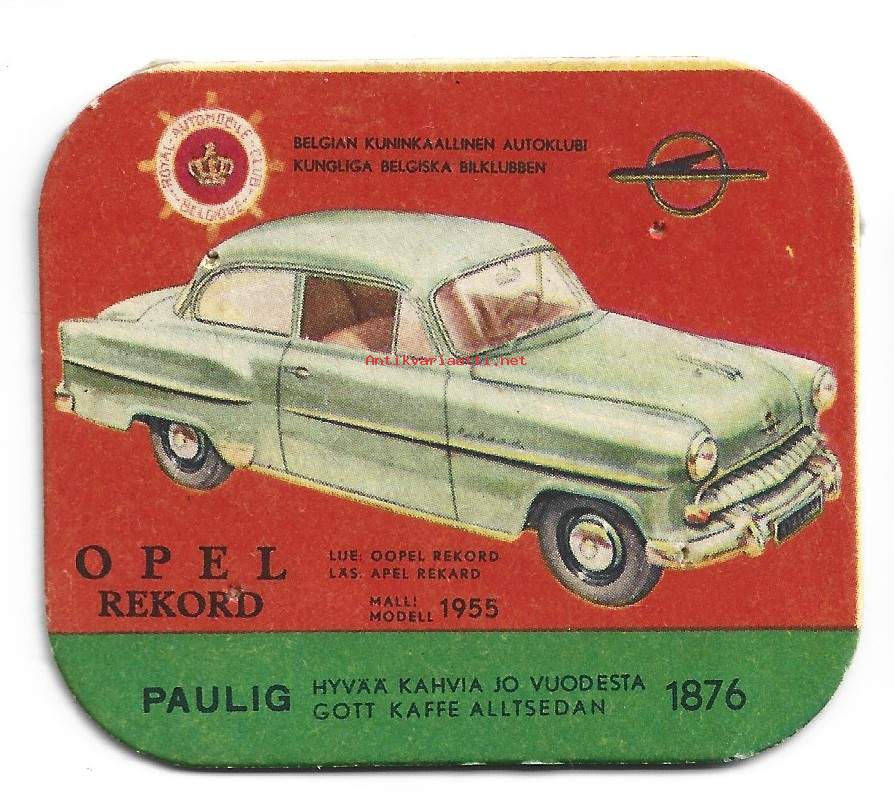 ROYAL AUTOMOBILE CLUB BELGIQUE
BELGIAN KUNINKAALLINEN AUTOKLUBI
KUNGLIGA BELGISKA BILKLUBBEN
Antikvariaatti.net
Rekord
OPEL
REKORD
LUE: OOPEL REKORD
LÄS: APEL REKARD
MALLI
MODELL 1955
PAULIG
HYVÄÄ KAHVIA JO VUODESTA
GOTT KAFFE ALLTSEDAN
1876